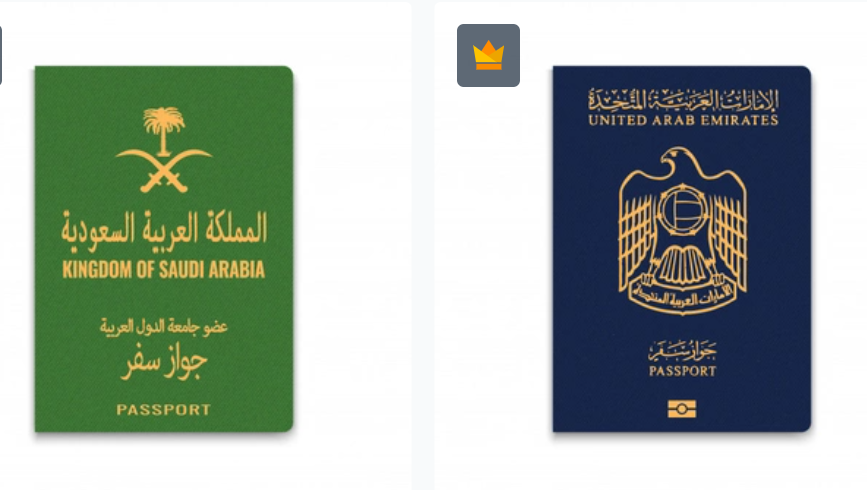 المملكة العربية السعودية
KINGDOM OF SAUDI ARABIA
عضو جامعة الدول العربية
جواز سفر
PASSPORT
الإمارات العربية المتحدة
UNITED ARAB EMIRATES
الامارات العربية المتحدة
جواز سفر
PASSPORT